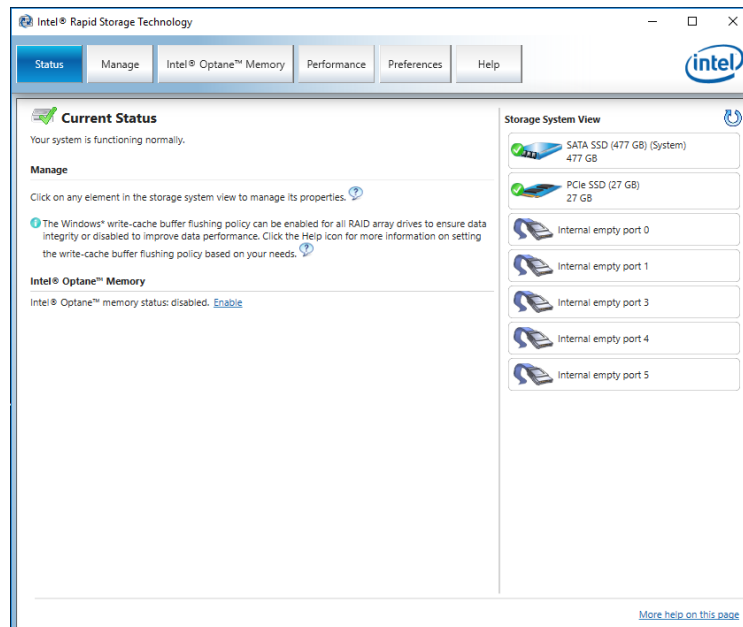 Intel® Rapid Storage Technology
Status
Manage
Intel® Optane™ Memory
Performance
Preferences
Help
intel
Current Status
Your system is functioning normally.
Manage
Click on any element in the storage system view to manage its properties.
The Windows* write-cache buffer flushing policy can be enabled for all RAID array drives to ensure data
integrity or disabled to improve data performance. Click the Help icon for more information on setting
the write-cache buffer flushing policy based on your needs.
Intel® Optane™ Memory
Intel® Optane™ memory status: disabled. Enable
Storage System View
SATA SSD (477 GB) (System)
477 GB
PCIe SSD (27 GB)
27 GB
Internal empty port 0
Internal empty port 1
Internal empty port 3
Internal empty port 4
Internal empty port 5
More help on this page